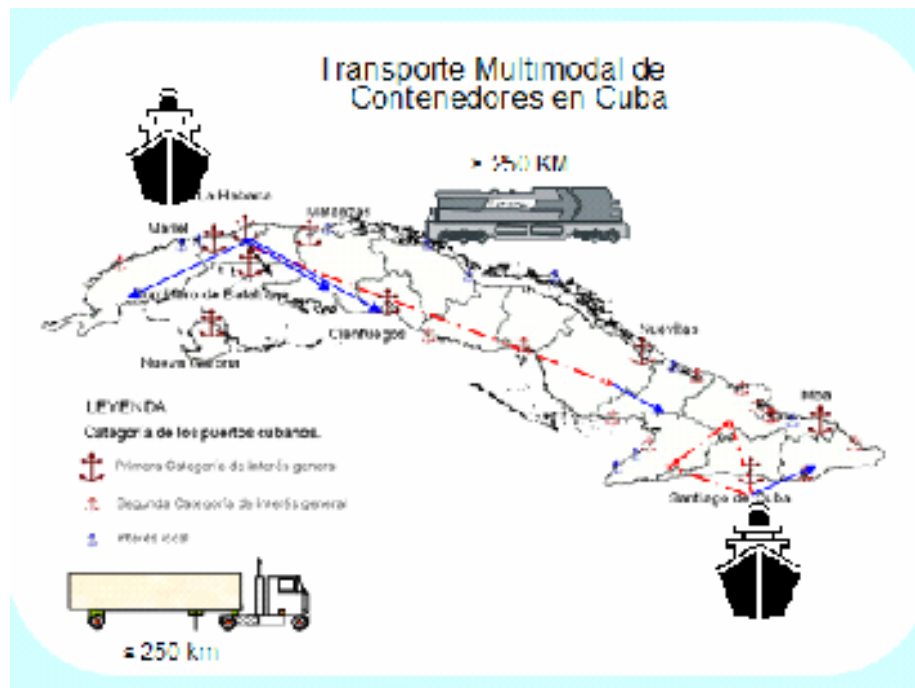 Transporte Multimodal de
Contenedores en Cuba
> 250 KM
La Habana
Matanzas
Mariel
de Batabano
Cienfuegos
Nuevitas
Nueva Gerona
Moa
LEYENDA
Categoría de los puertos cubanos.
Primera Categoría de interés general
Segunda Categoría de interés general
Interés local
Santiago de Cuba
≤ 250 km